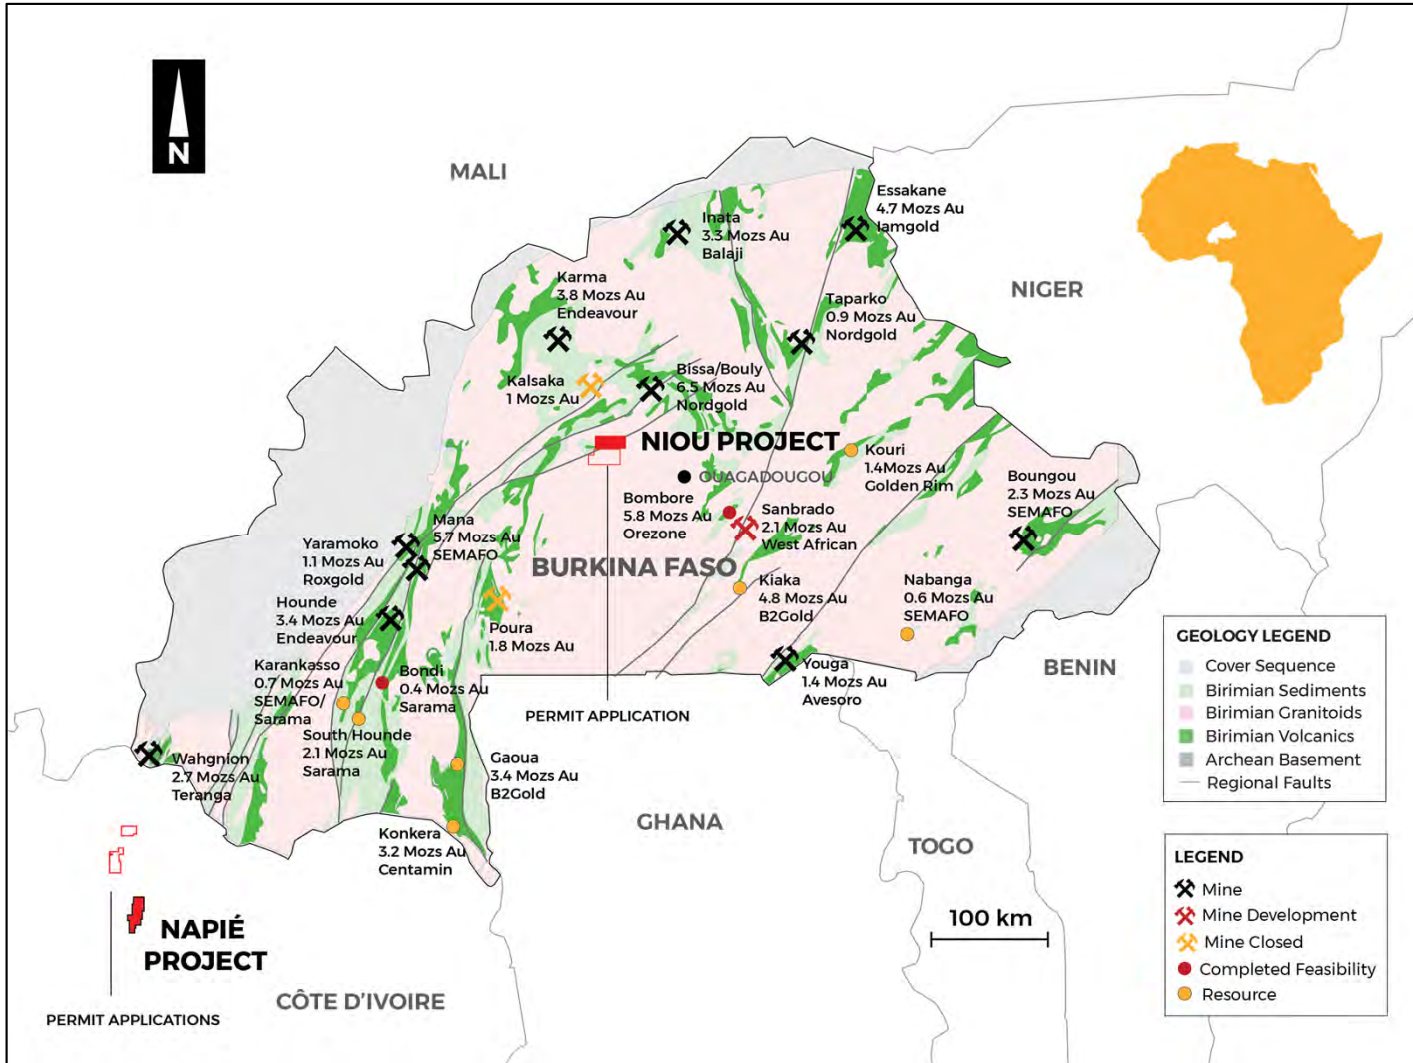 N
MALI
NIGER
Essakane
4.7 Mozs Au
Iamgold
Inata
3.3 Mozs Au
Balaji
Karma
3.8 Mozs Au
Endeavour
Taparko
0.9 Mozs Au
Nordgold
Kalsaka
1 Mozs Au
Bissa/Bouly
6.5 Mozs Au
Nordgold
NIOU PROJECT
OUAGADOUGOU
Kouri
1.4Mozs Au
Golden Rim
Boungou
2.3 Mozs Au
SEMAFO
Bombore
5.8 Mozs Au
Orezone
Sanbrado
2.1 Mozs Au
West African
Mana
5.7 Mozs Au
SEMAFO
Yaramoko
1.1 Mozs Au
Roxgold
BURKINA FASO
Kiaka
4.8 Mozs Au
B2Gold
Nabanga
0.6 Mozs Au
SEMAFO
Hounde
3.4 Mozs Au
Endeavour
Poura
1.8 Mozs Au
Karankasso
0.7 Mozs Au
SEMAFO/
Sarama
Bondi
0.4 Mozs Au
Sarama
Youga
1.4 Mozs Au
Avesoro
BENIN
PERMIT APPLICATION
South Hounde
2.1 Mozs Au
Sarama
Wahgnion
2.7 Mozs Au
Teranga
Gaoua
3.4 Mozs Au
B2Gold
Konkera
3.2 Mozs Au
Centamin
GHANA
TOGO
NAPIÉ
PROJECT
PERMIT APPLICATIONS
CÔTE D'IVOIRE
100 km
GEOLOGY LEGEND
Cover Sequence
Birimian Sediments
Birimian Granitoids
Birimian Volcanics
Archean Basement
Regional Faults
LEGEND
Mine
Mine Development
Mine Closed
Completed Feasibility
Resource